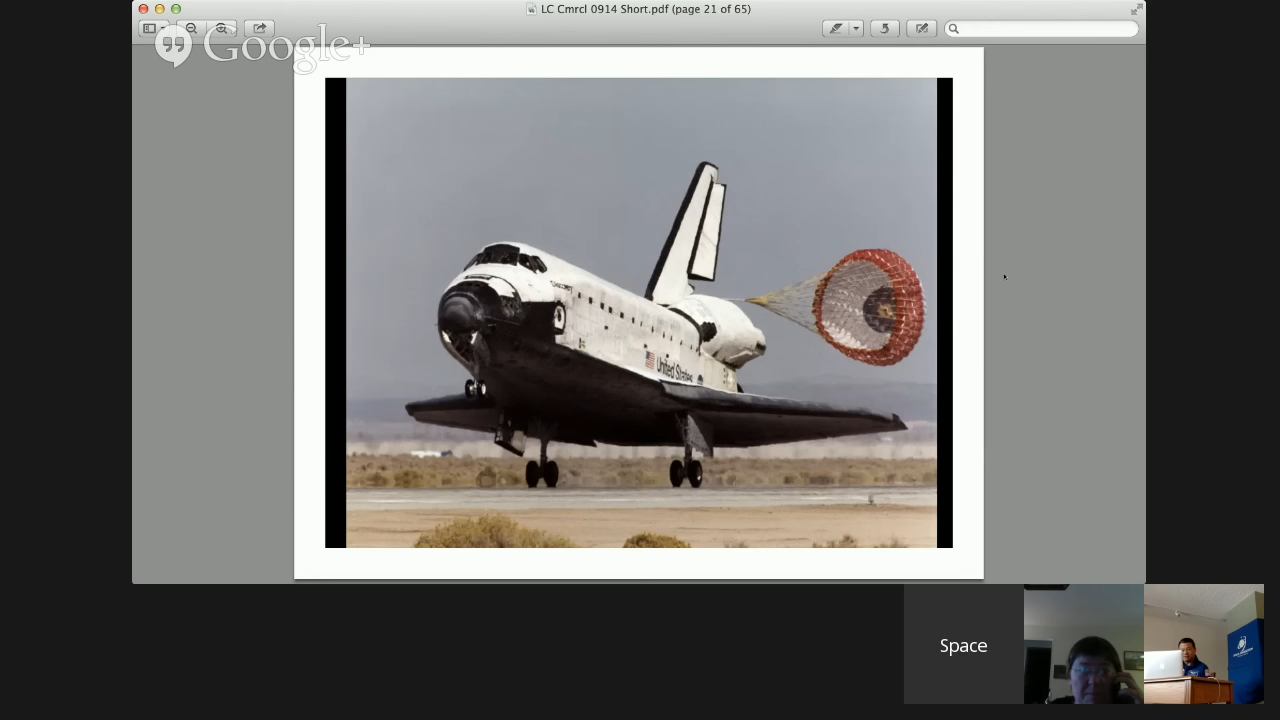 LC Cmrcl 0914 Short.pdf (page 21 of 65)
Google+
United States
Space